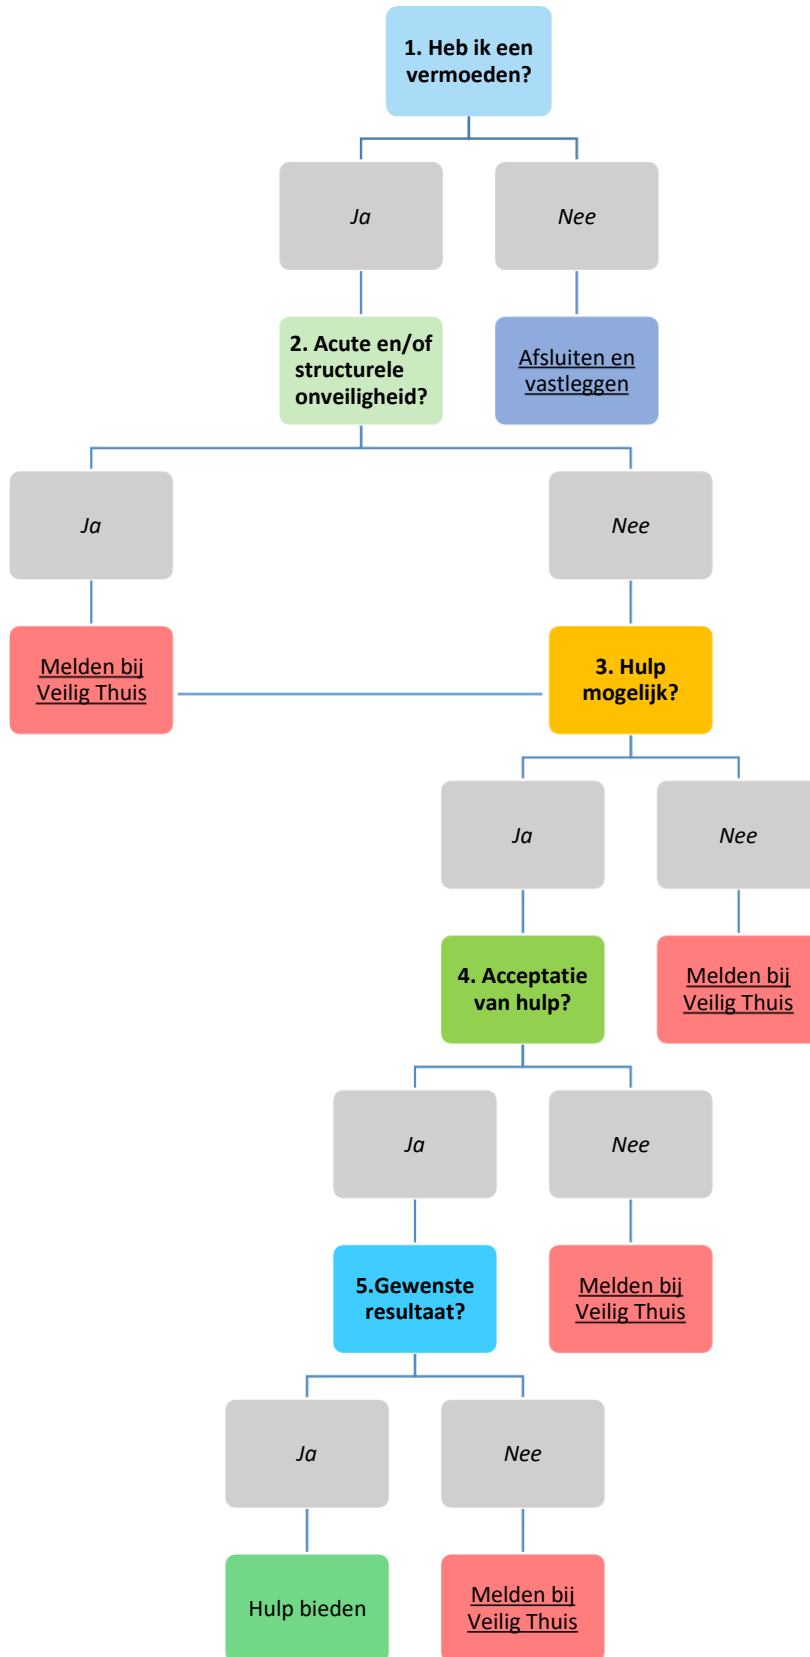 1. Heb ik een
vermoeden?
Ja
Nee
2. Acute en/of
structurele
onveiligheid?
Afsluiten en
vastleggen
Ja
Nee
Melden bij
Veilig Thuis
3. Hulp
mogelijk?
Ja
Nee
4. Acceptatie
van hulp?
Melden bij
Veilig Thuis
Ja
Nee
5.Gewenste
resultaat?
Melden bij
Veilig Thuis
Ja
Nee
Hulp bieden
Melden bij
Veilig Thuis